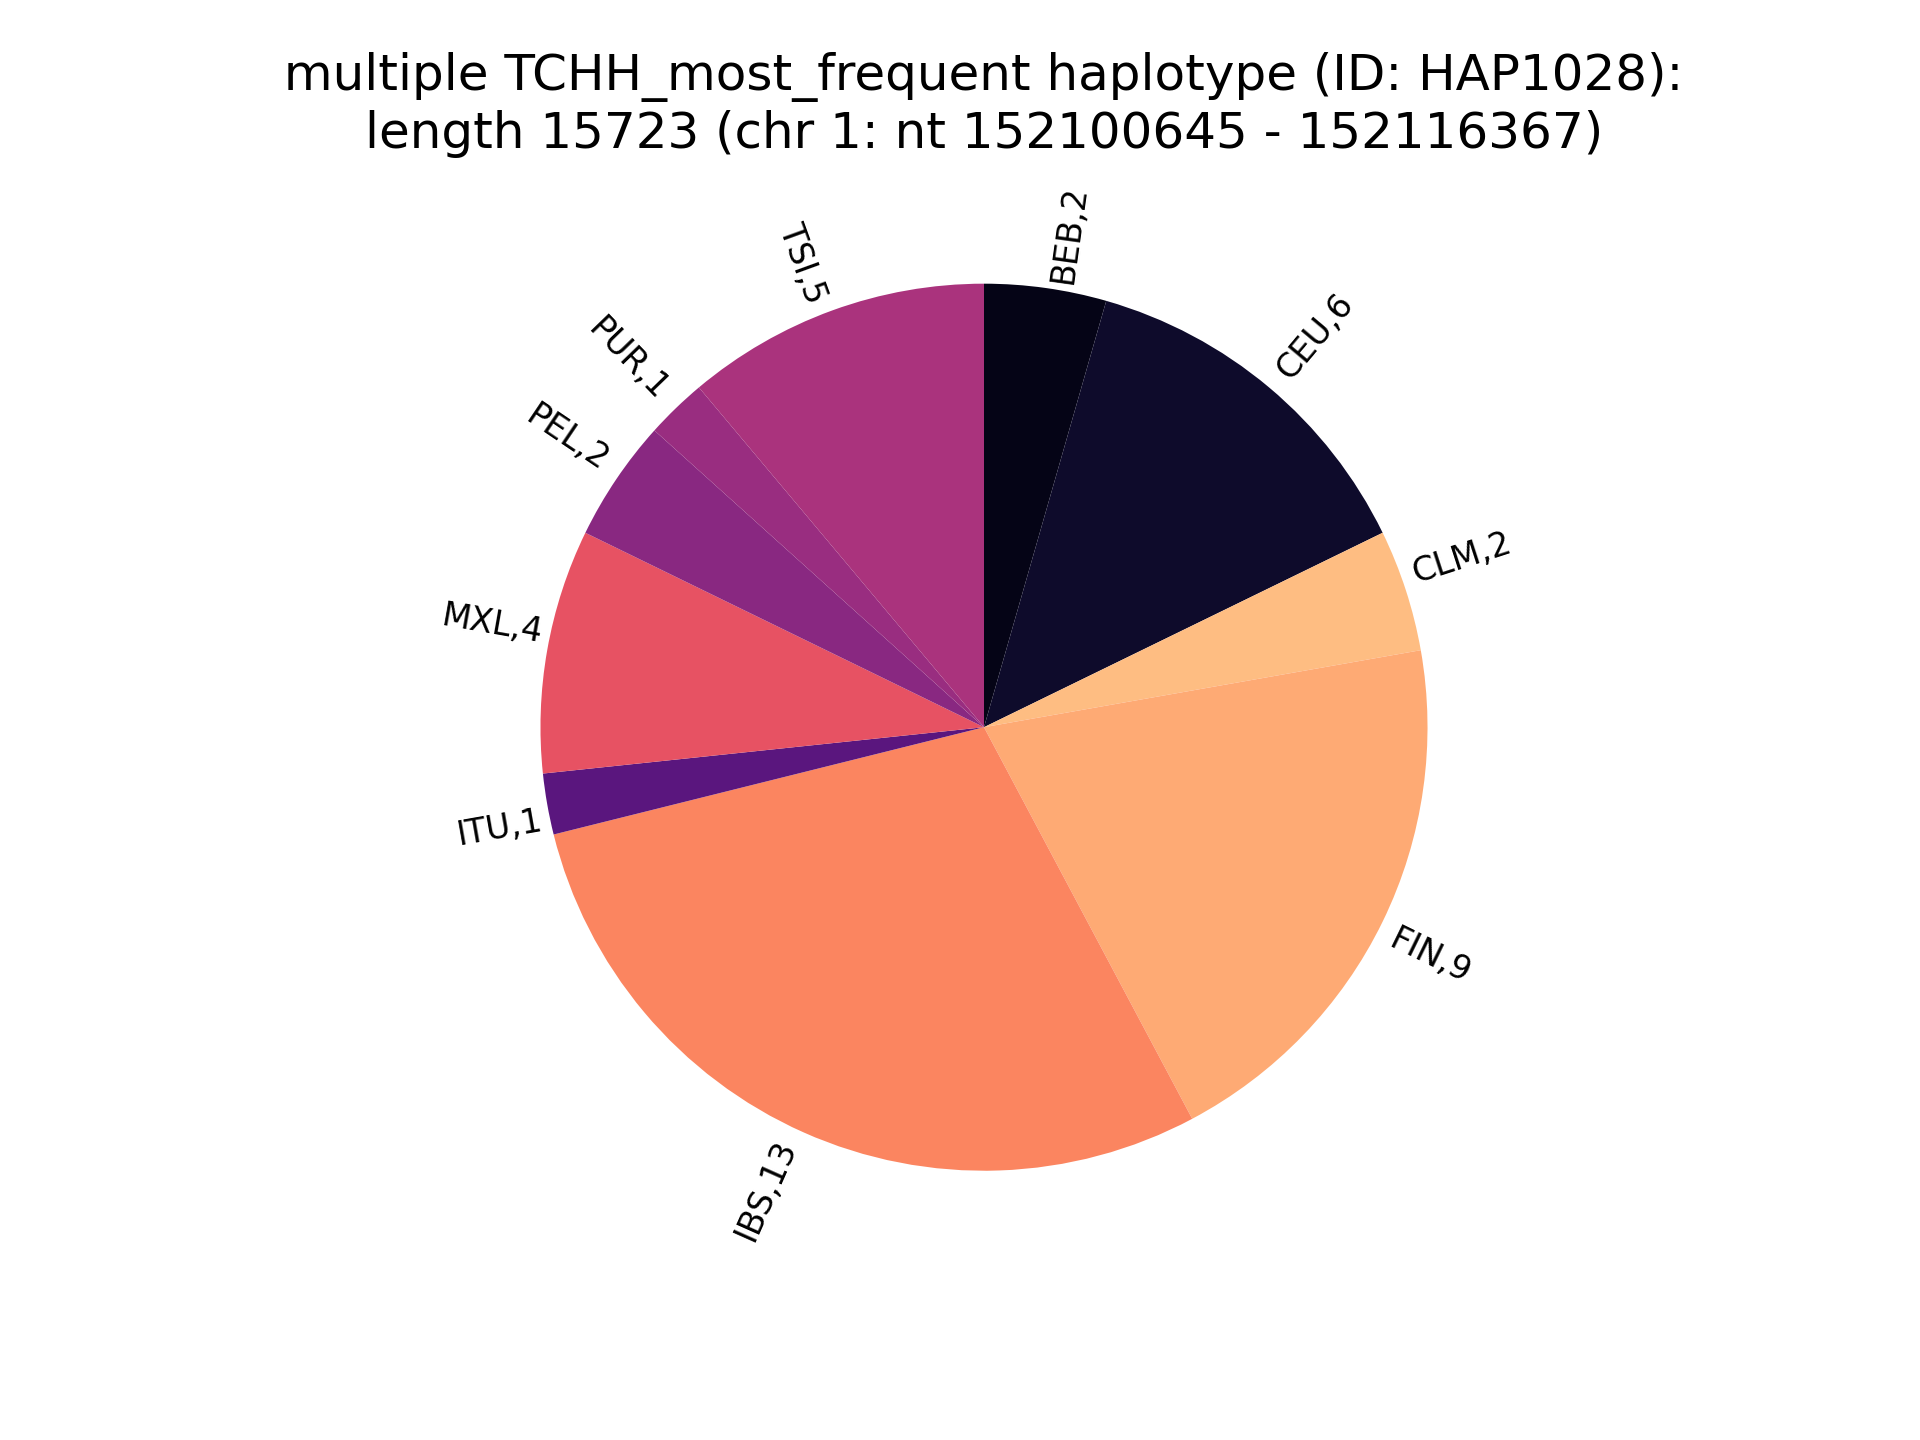 multiple TCHH_most_frequent haplotype (ID: HAP1028):
length 15723 (chr 1: nt 152100645 - 152116367)
BEB,2
CEU,6
CLM,2
FIN,9
IBS,13
ITU,1
MXL,4
PEL,2
PUR,1
TSI,5